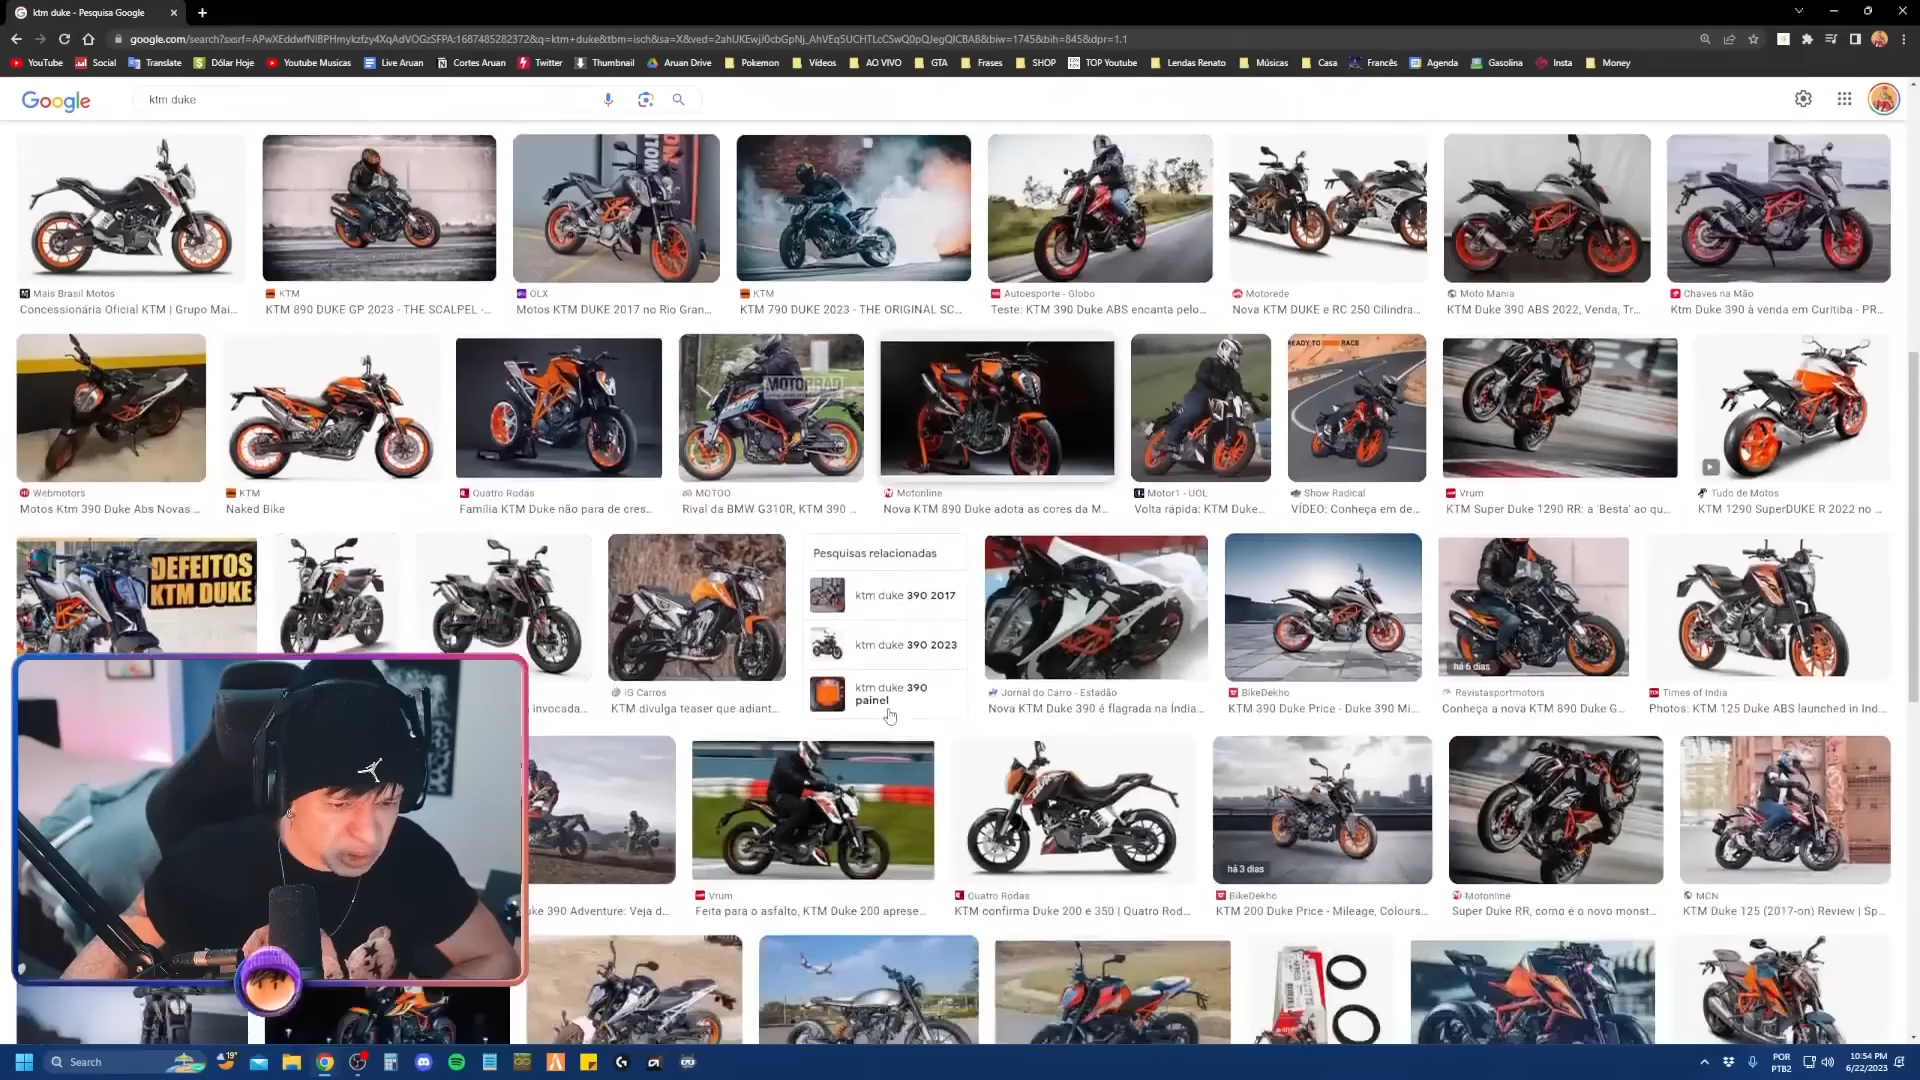 ktm duke - Pesquisa Google
google.com/search?sxsrf=APwXEddwfNIBPHmykzfzy4XqAdVOGzSFPA:1687485282372&q=ktm+duke&tbm=isch&sa=X&ved=2ahUKEwjJ0cbGpNj_AhVEq5UCHTLcCSwQ0pQJegQICBAB&biw=1745&bih=845&dpr=1.1
YouTube Social Translate Dólar Hoje Youtube Musicas Live Aruan Cortes Aruan Twitter Thumbnail Aruan Drive Pokemon Vídeos AO VIVO GTA Frases SHOP TOP Youtube Lendas Renato Músicas Casa Francês Agenda Gasolina Insta Money
Google ktm duke
Mais Brasil Motos KTM OLX KTM Autoesporte - Globo Motorede Moto Mania Chaves na Mão
Concessionária Oficial KTM | Grupo Mai... KTM 890 DUKE GP 2023 - THE SCALPEL -... Motos KTM DUKE 2017 no Rio Gran... KTM 790 DUKE 2023 - THE ORIGINAL SC... Teste: KTM 390 Duke ABS encanta pelo... Nova KTM DUKE e RC 250 Cilindra... KTM Duke 390 ABS 2022, Venda, Tr... Ktm Duke 390 à venda em Curitiba - PR...
READY TO RACE
MOTOPRAD
Webmotors KTM Quatro Rodas MOTOO Motonline Motor1 - UOL Show Radical Vrum Tudo de Motos
Motos Ktm 390 Duke Abs Novas ... Naked Bike Família KTM Duke não para de cres... Rival da BMW G310R, KTM 390 ... Nova KTM 890 Duke adota as cores da M... Volta rápida: KTM Duke... VÍDEO: Conheça em de... KTM Super Duke 1290 RR: a 'Besta' ao qu... KTM 1290 SuperDUKE R 2022 no ...
DEFEITOS
KTM DUKE
Pesquisas relacionadas
ktm duke 390 2017
ktm duke 390 2023
ktm duke 390
painel
há 6 dias
iG Carros Jornal do Carro - Estadão BikeDekho Revistasportmotors Times of India
invocada... KTM divulga teaser que adiant... Nova KTM Duke 390 é flagrada na Índia... KTM 390 Duke Price - Duke 390 Mi... Conheça a nova KTM 890 Duke G... Photos: KTM 125 Duke ABS launched in Ind...
há 3 dias
Vrum Quatro Rodas BikeDekho Motonline MCN
uke 390 Adventure: Veja d... Feita para o asfalto, KTM Duke 200 aprese... KTM confirma Duke 200 e 350 | Quatro Rod... KTM 200 Duke Price - Mileage, Colours... Super Duke RR, como é o novo monst... KTM Duke 125 (2017-on) Review | Sp...
Search 19° POR 10:54 PM
PTB2 6/22/2023